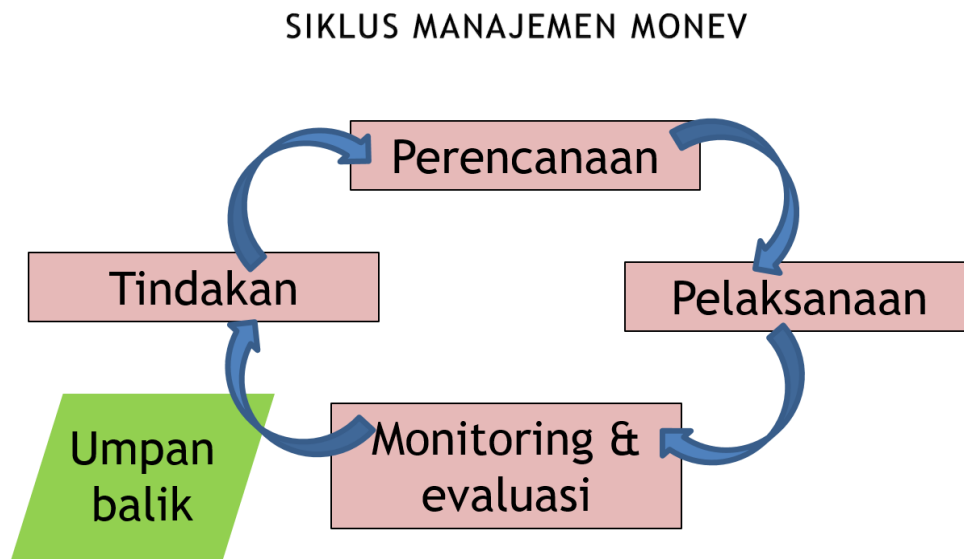 SIKLUS MANAJEMEN MONEV
Perencanaan
Tindakan
Pelaksanaan
Umpan
balik
Monitoring &
evaluasi